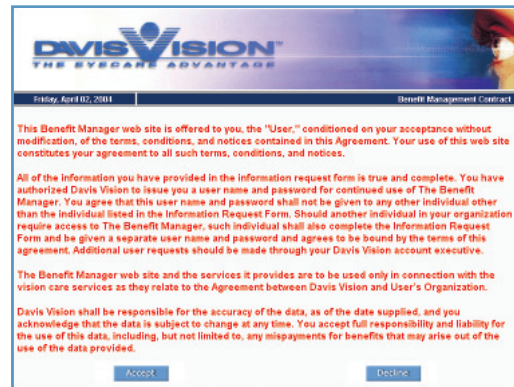 DAVIS VISION
THE EYECARE ADVANTAGE
Friday, April 02, 2004 Benefit Management Contract
This Benefit Manager web site is offered to you, the "User," conditioned on your acceptance without
modification, of the terms, conditions, and notices contained in this Agreement. Your use of this web site
constitutes your agreement to all such terms, conditions, and notices.
All of the information you have provided in the information request form is true and complete. You have
authorized Davis Vision to issue you a user name and password for continued use of The Benefit
Manager. You agree that this user name and password shall not be given to any other individual other
than the individual listed in the Information Request Form. Should another individual in your organization
require access to The Benefit Manager, such individual shall also complete the Information Request
Form and be given a separate user name and password and agrees to be bound by the terms of this
agreement. Additional user requests should be made through your Davis Vision account executive.
The Benefit Manager web site and the services it provides are to be used only in connection with the
vision care services as they relate to the Agreement between Davis Vision and User's Organization.
Davis Vision shall be responsible for the accuracy of the data, as of the date supplied, and you
acknowledge that the data is subject to change at any time. You accept full responsibility and liability for
the use of this data, including, but not limited to, any mispayments for benefits that may arise out of the
use of the data provided.
Accept Decline